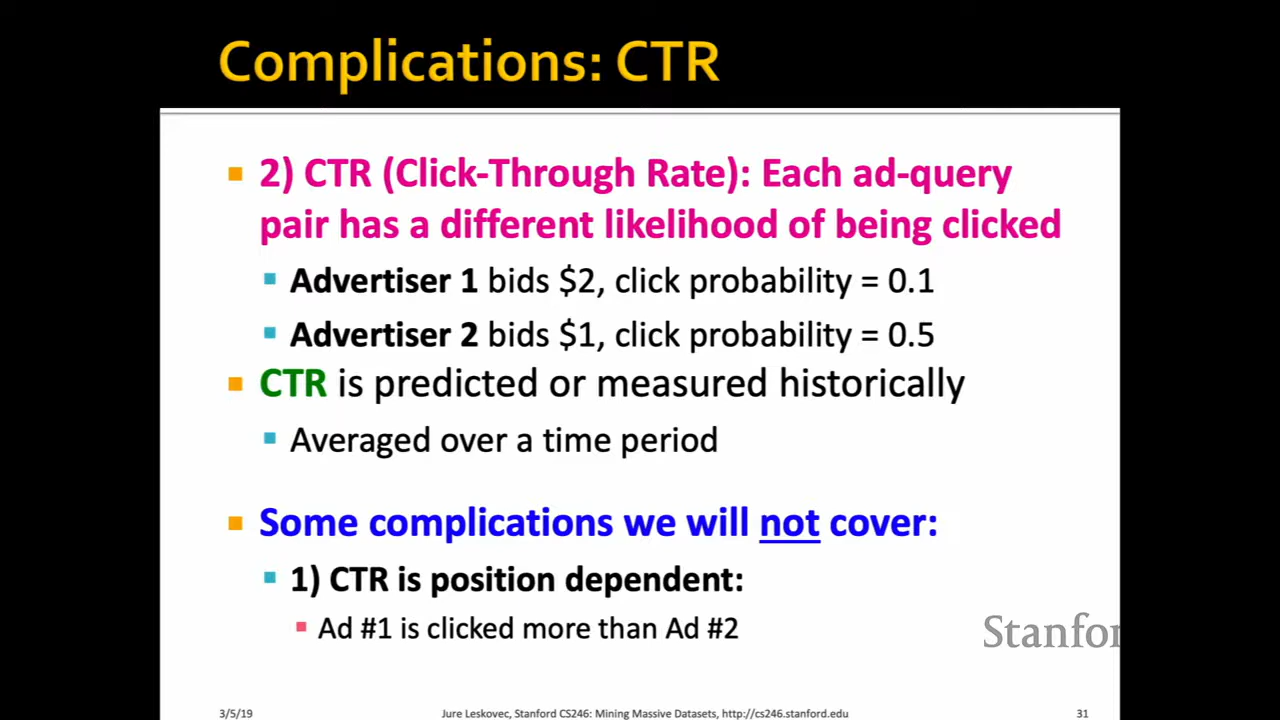 Complications: CTR
2) CTR (Click-Through Rate): Each ad-query
pair has a different likelihood of being clicked
Advertiser 1 bids $2, click probability = 0.1
Advertiser 2 bids $1, click probability = 0.5
CTR is predicted or measured historically
Averaged over a time period
Some complications we will not cover:
1) CTR is position dependent:
Ad #1 is clicked more than Ad #2
Stanfor
3/5/19
Jure Leskovec, Stanford CS246: Mining Massive Datasets, http://cs246.stanford.edu
31